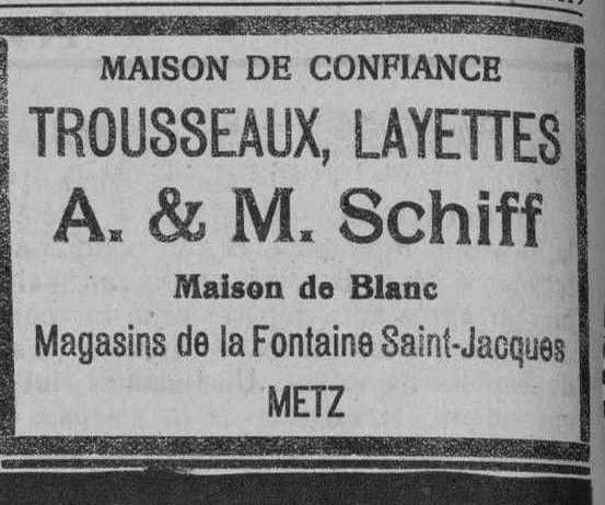 MAISON DE CONFIANCE
TROUSSEAUX, LAYETTES
A. & M. Schiff
Maison de Blanc
Magasins de la Fontaine Saint-Jacques
METZ